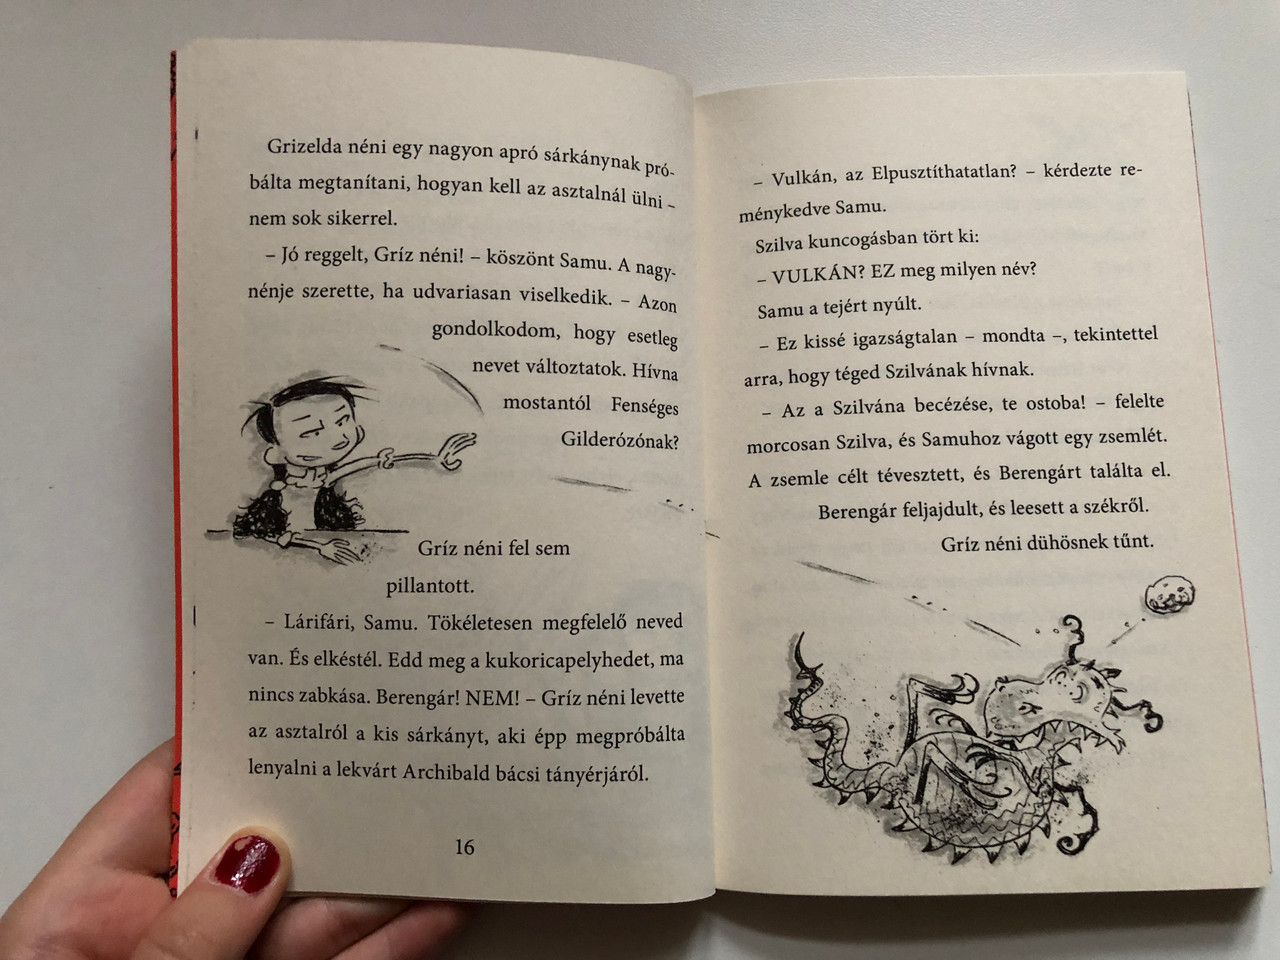 Grizelda néni egy nagyon apró sárkánynak pró-
bálta megtanítani, hogyan kell az asztalnál ülni –
nem sok sikerrel.
– Jó reggelt, Gríz néni! – köszönt Samu. A nagy-
nénje szerette, ha udvariasan viselkedik. – Azon
gondolkodom, hogy esetleg
nevet változtatok. Hívna
mostantól Fenséges
Gilderózónak?
Gríz néni fel sem
pillantott.
– Lárifári, Samu. Tökéletesen megfelelő neved
van. És elkéstél. Edd meg a kukoricapelyhedet, ma
nincs zabkása. Berengár! NEM! – Gríz néni levette
az asztalról a kis sárkányt, aki épp megpróbálta
lenyalni a lekvárt Archibald bácsi tányérjáról.
16
– Vulkán, az Elpusztíthatatlan? – kérdezte re-
ménykedve Samu.
Szilva kuncogásban tört ki:
– VULKÁN? EZ meg milyen név?
Samu a tejért nyúlt.
– Ez kissé igazságtalan – mondta –, tekintettel
arra, hogy téged Szilvának hívnak.
– Az a Szilvána becézése, te ostoba! – felelte
morcosan Szilva, és Samuhoz vágott egy zsemlét.
A zsemle célt tévesztett, és Berengárt találta el.
Berengár feljajdult, és leesett a székről.
Gríz néni dühösnek tűnt.